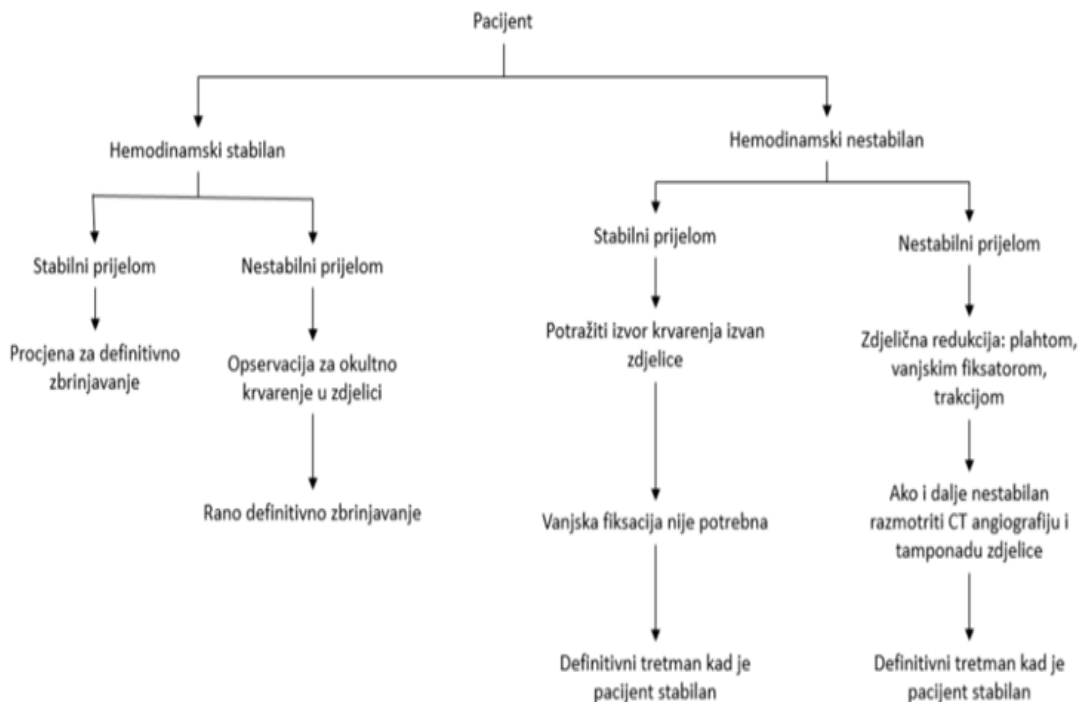 Pacijent
Hemodinamski stabilan
Hemodinamski nestabilan
Stabilni prijelom
Nestabilni prijelom
Stabilni prijelom
Nestabilni prijelom
Procjena za definitivno
zbrinjavanje
Opservacija za okultno
krvarenje u zdjelici
Potražiti izvor krvarenja izvan
zdjelice
Zdjelična redukcija: plahtom,
vanjskim fiksatorom,
trakcijom
Rano definitivno zbrinjavanje
Vanjska fiksacija nije potrebna
Ako i dalje nestabilan
razmotriti CT angiografiju i
tamponadu zdjelice
Definitivni tretman kad je
pacijent stabilan
Definitivni tretman kad je
pacijent stabilan